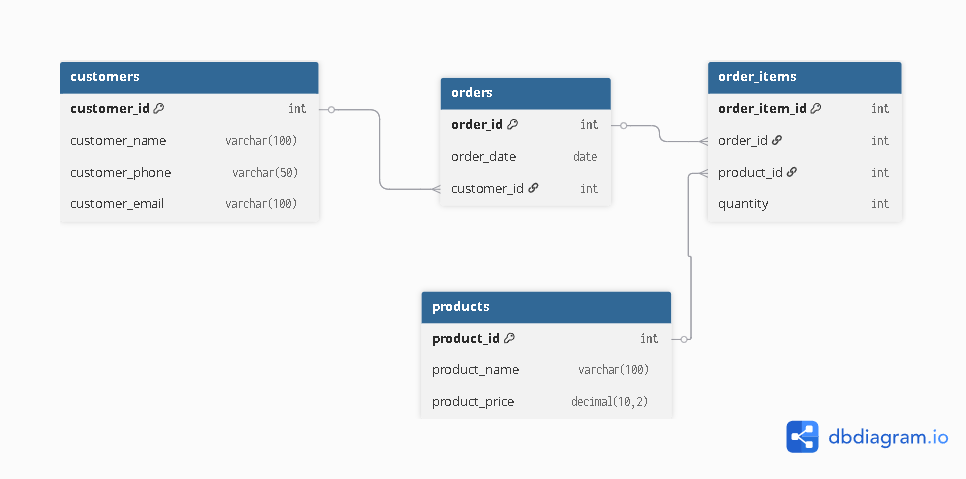 customers
customer_id int
customer_name varchar(100)
customer_phone varchar(50)
customer_email varchar(100)
orders
order_id int
order_date date
customer_id int
order_items
order_item_id int
order_id int
product_id int
quantity int
products
product_id int
product_name varchar(100)
product_price decimal(10,2)
dbdiagram.io